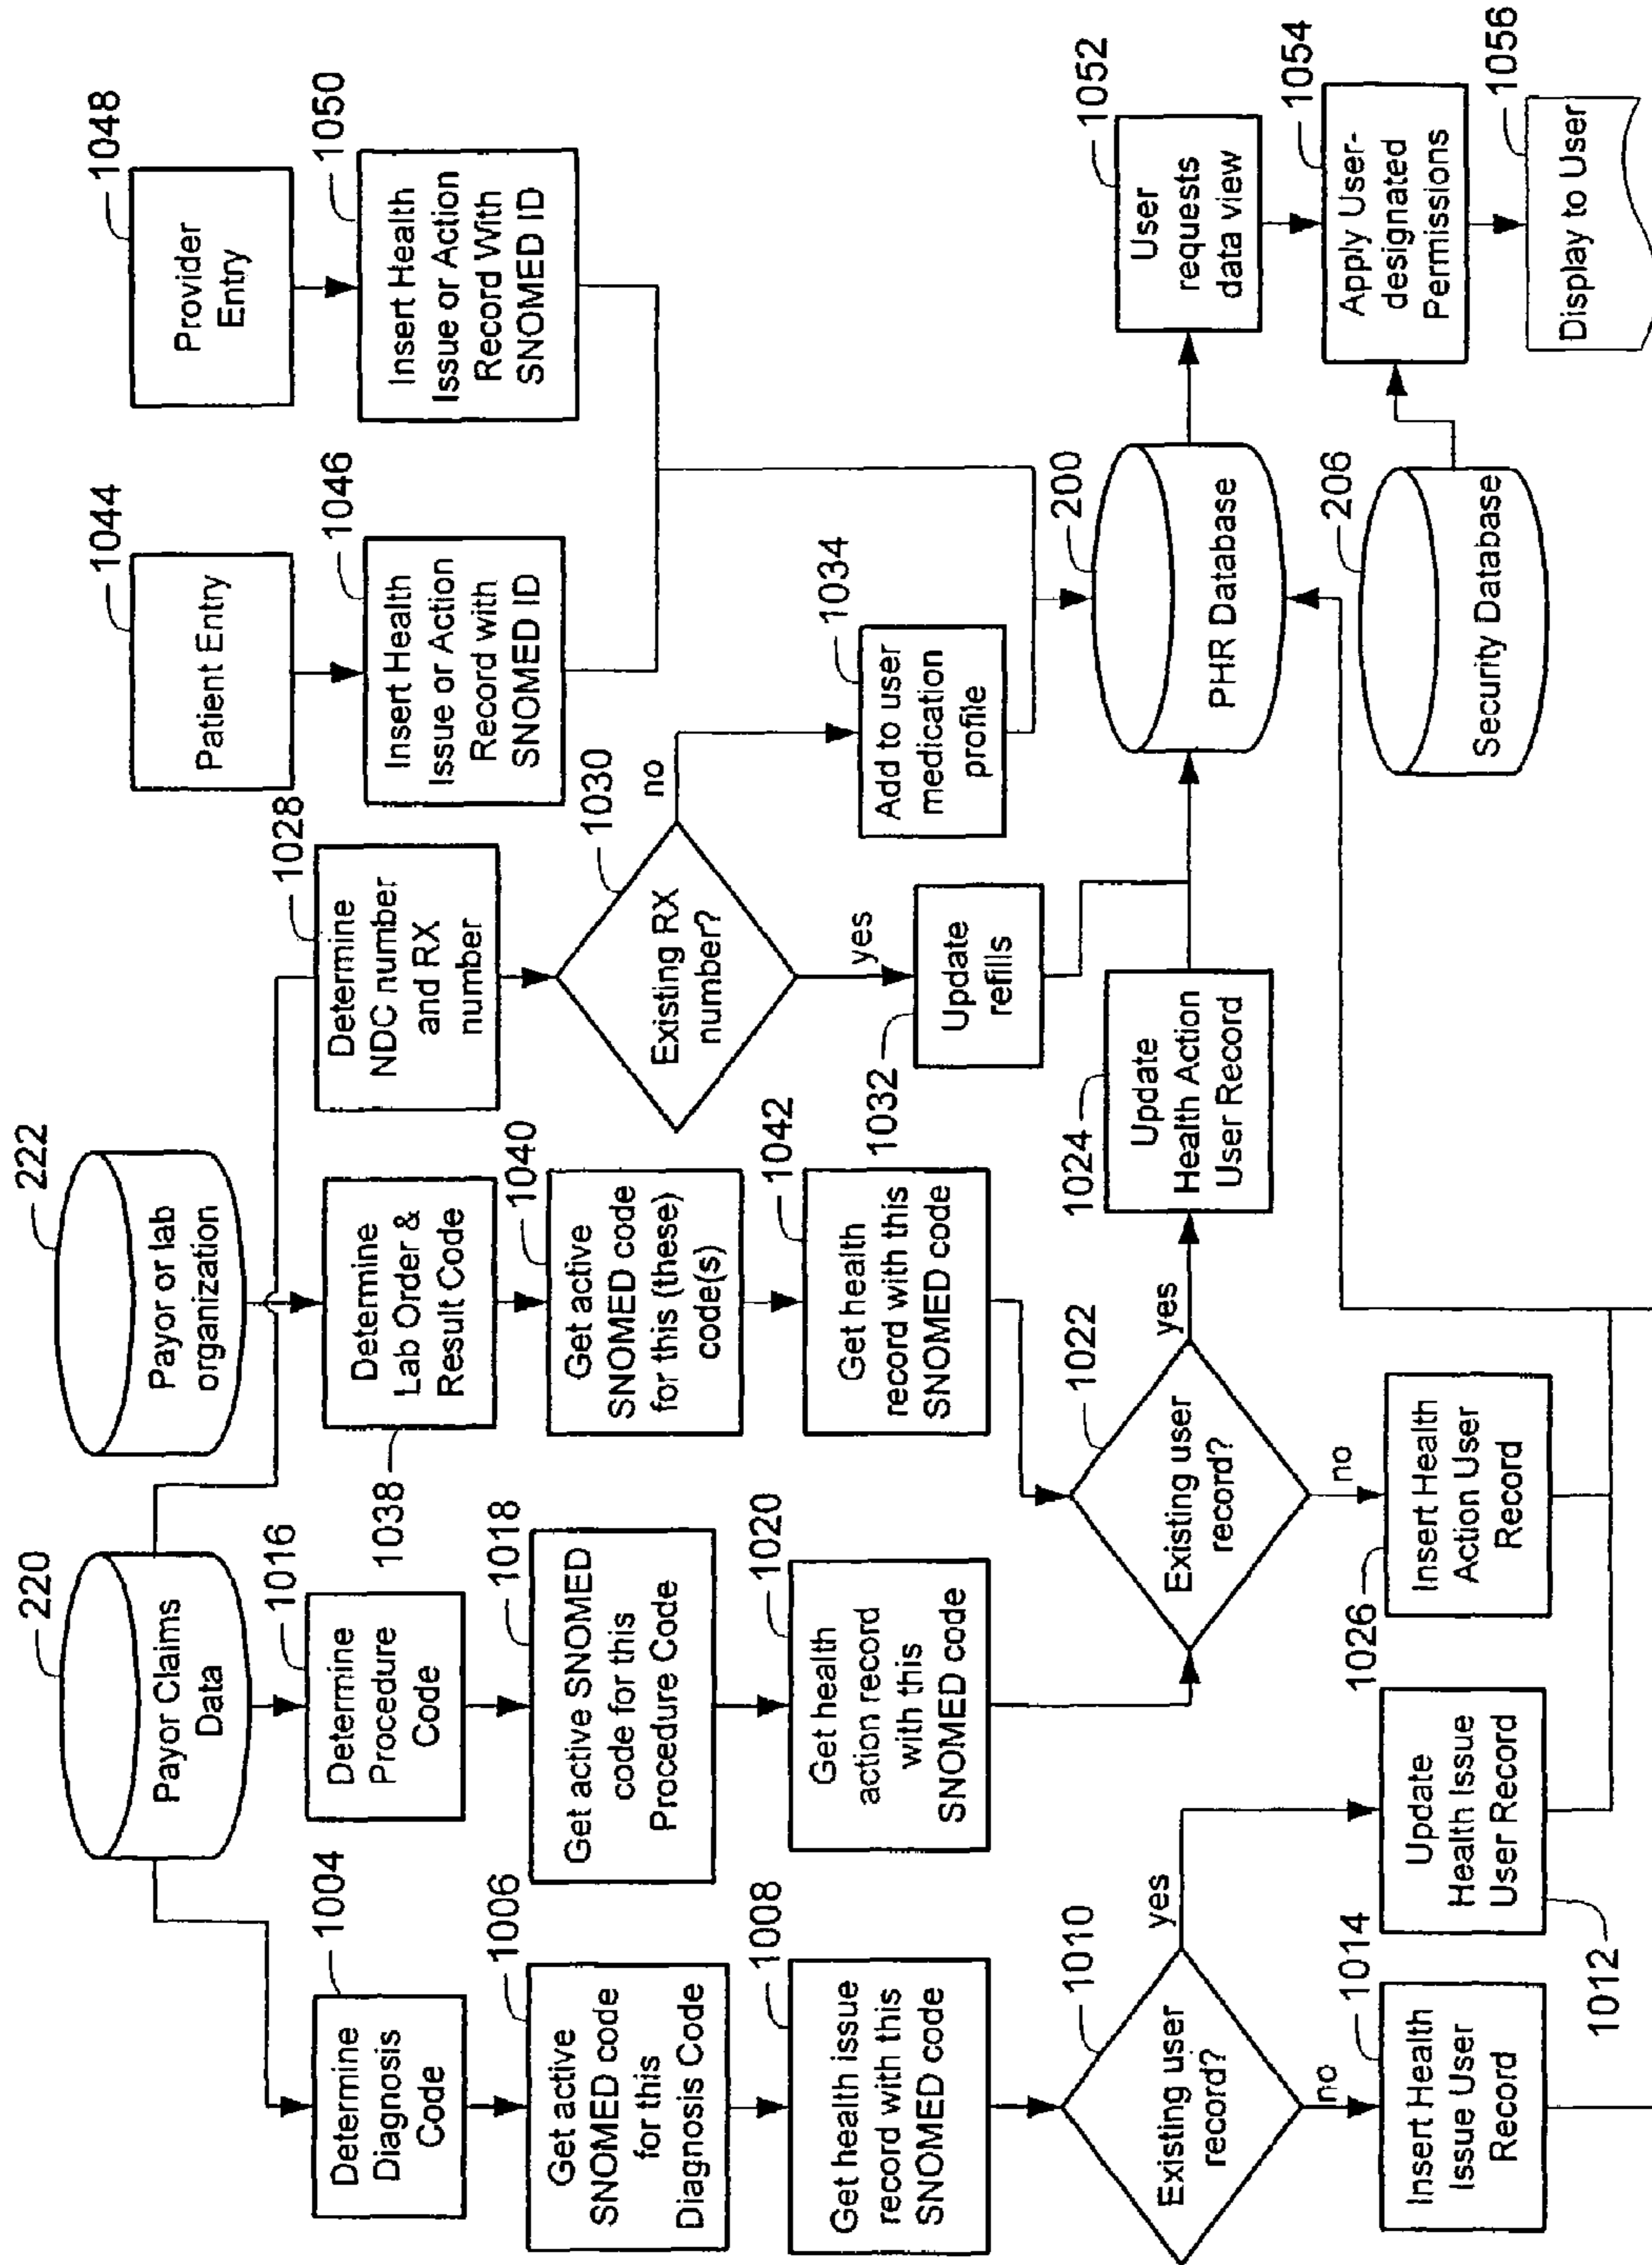 220
Payor Claims
Data
222
Payor or lab
organization
1004
Determine
Diagnosis
Code
1006
Get active
SNOMED code
for this
Diagnosis Code
1008
Get health issue
record with this
SNOMED code
1010
Existing user
record?
yes
no
1014
Insert Health
Issue User
Record
1012
Update
Health Issue
User Record
1016
Determine
Procedure
Code
1018
Get active SNOMED
code for this
Procedure Code
1020
Get health
action record
with this
SNOMED code
1038
Determine
Lab Order &
Result Code
1040
Get active
SNOMED code
for this (these)
code(s)
1042
Get health
record with this
SNOMED code
1022
Existing user
record?
yes
no
1026
Insert Health
Action User
Record
1024
Update
Health Action
User Record
1028
Determine
NDC number
and RX
number
1030
Existing RX
number?
no
yes
1032
Update
refills
1034
Add to user
medication
profile
1044
Patient Entry
1046
Insert Health
Issue or Action
Record with
SNOMED ID
1048
Provider
Entry
1050
Insert Health
Issue or Action
Record With
SNOMED ID
200
PHR Database
206
Security Database
1052
User
requests
data view
1054
Apply User-
designated
Permissions
1056
Display to User